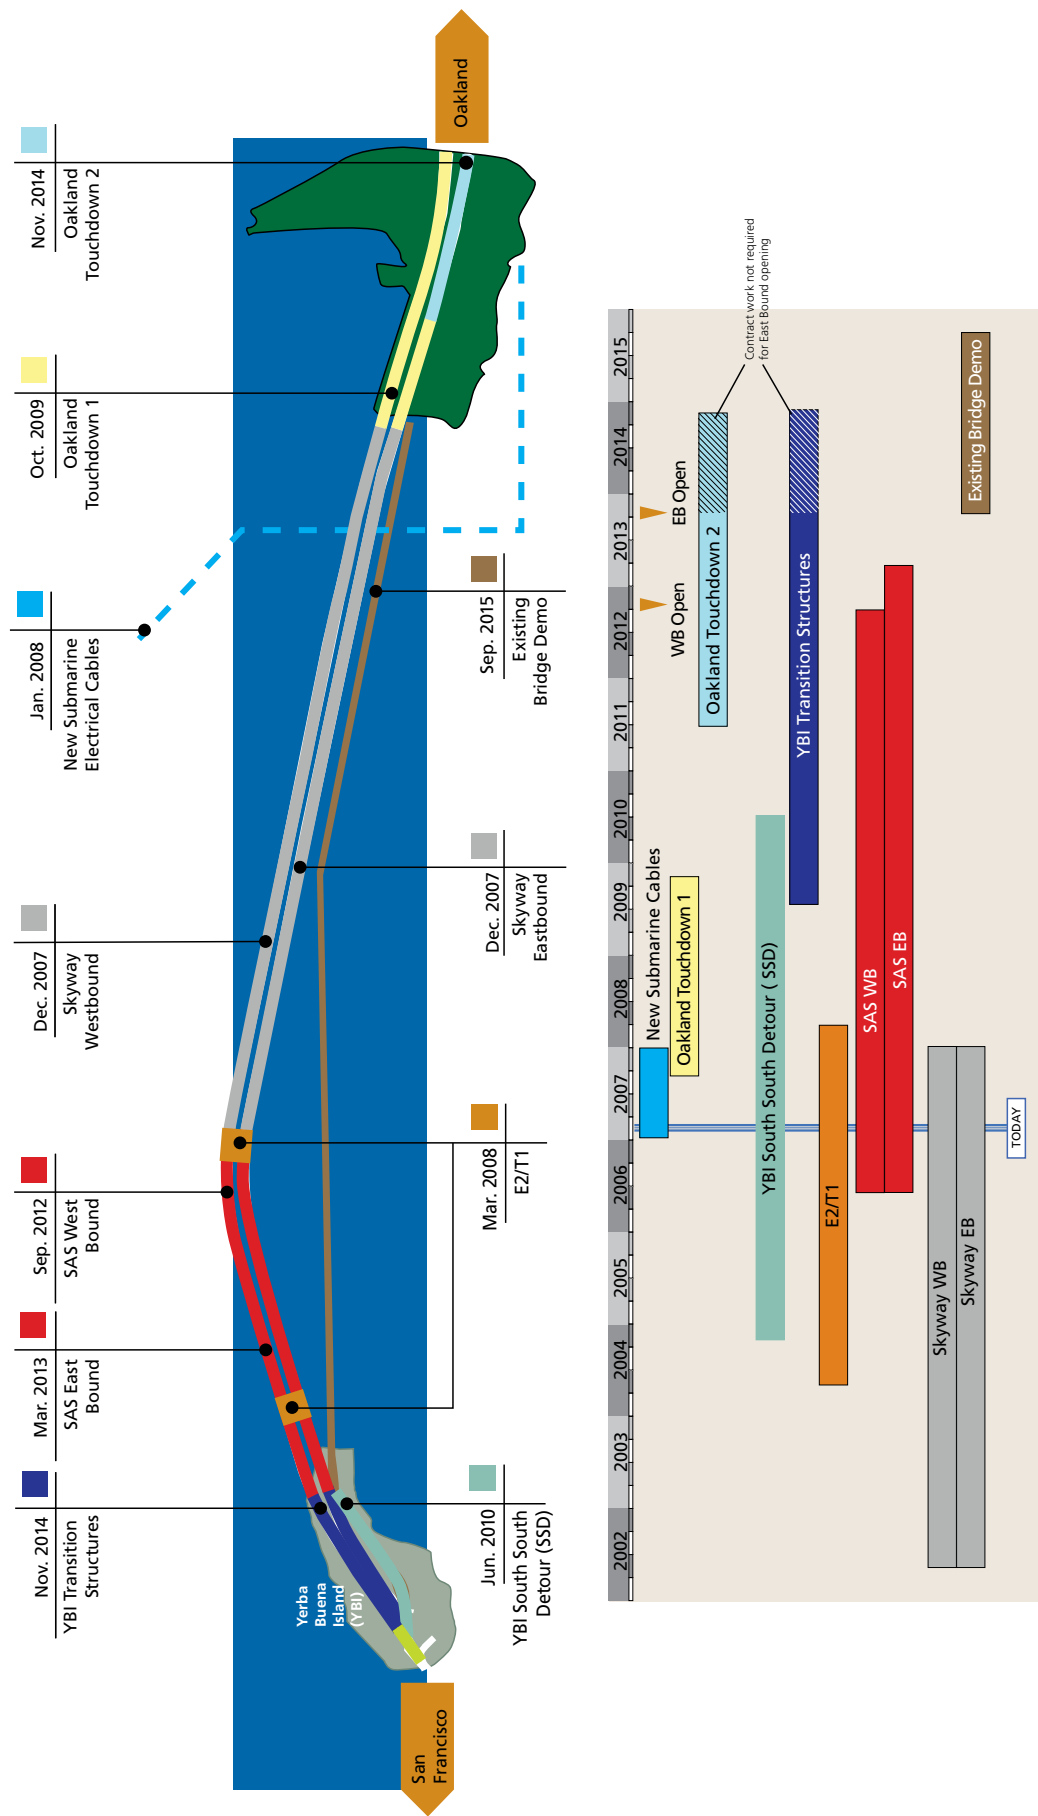 Nov. 2014
YBI Transition
Structures
Mar. 2013
SAS East
Bound
Sep. 2012
SAS West
Bound
Dec. 2007
Skyway
Westbound
Jan. 2008
New Submarine
Electrical Cables
Oct. 2009
Oakland
Touchdown 1
Nov. 2014
Oakland
Touchdown 2
Yerba
Buena
Island
(YBI)
San
Francisco
Oakland
Jun. 2010
YBI South South
Detour (SSD)
Mar. 2008
E2/T1
Dec. 2007
Skyway
Eastbound
Sep. 2015
Existing
Bridge Demo
2002
2003
2004
2005
2006
2007
2008
2009
2010
2011
2012
2013
2014
2015
New Submarine Cables
WB Open
EB Open
Oakland Touchdown 1
Oakland Touchdown 2
Contract work not required
for East Bound opening
YBI South South Detour ( SSD)
YBI Transition Structures
E2/T1
SAS WB
SAS EB
Skyway WB
Skyway EB
Existing Bridge Demo
TODAY